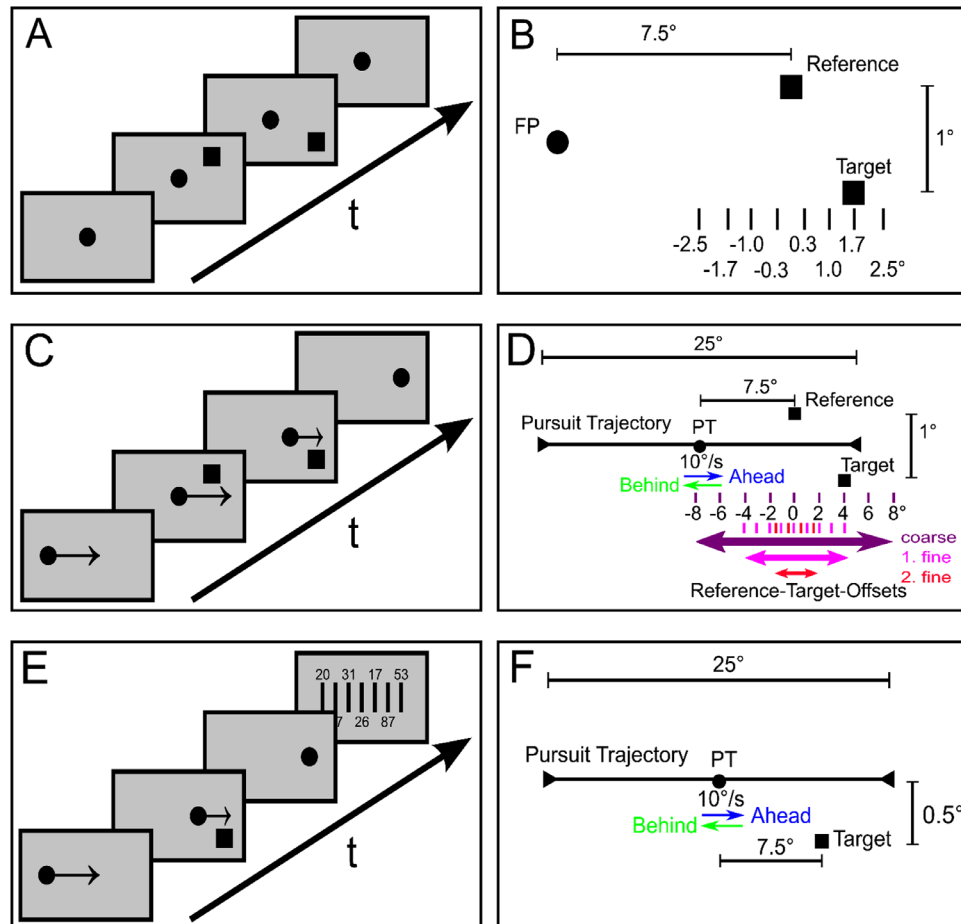 A
t
B
7.5°
Reference
FP
1°
Target
-2.5 -1.0 0.3 1.7
-1.7 -0.3 1.0 2.5°
C
t
D
25°
7.5°
Reference
Pursuit Trajectory PT
1°
10°/s
Target
Behind Ahead
-8 -6 -4 -2 0 2 4 6 8°
coarse
1. fine
2. fine
Reference-Target-Offsets
E
20 31 17 53
7 26 87
t
F
25°
Pursuit Trajectory PT
10°/s
0.5°
Behind Ahead
Target
7.5°